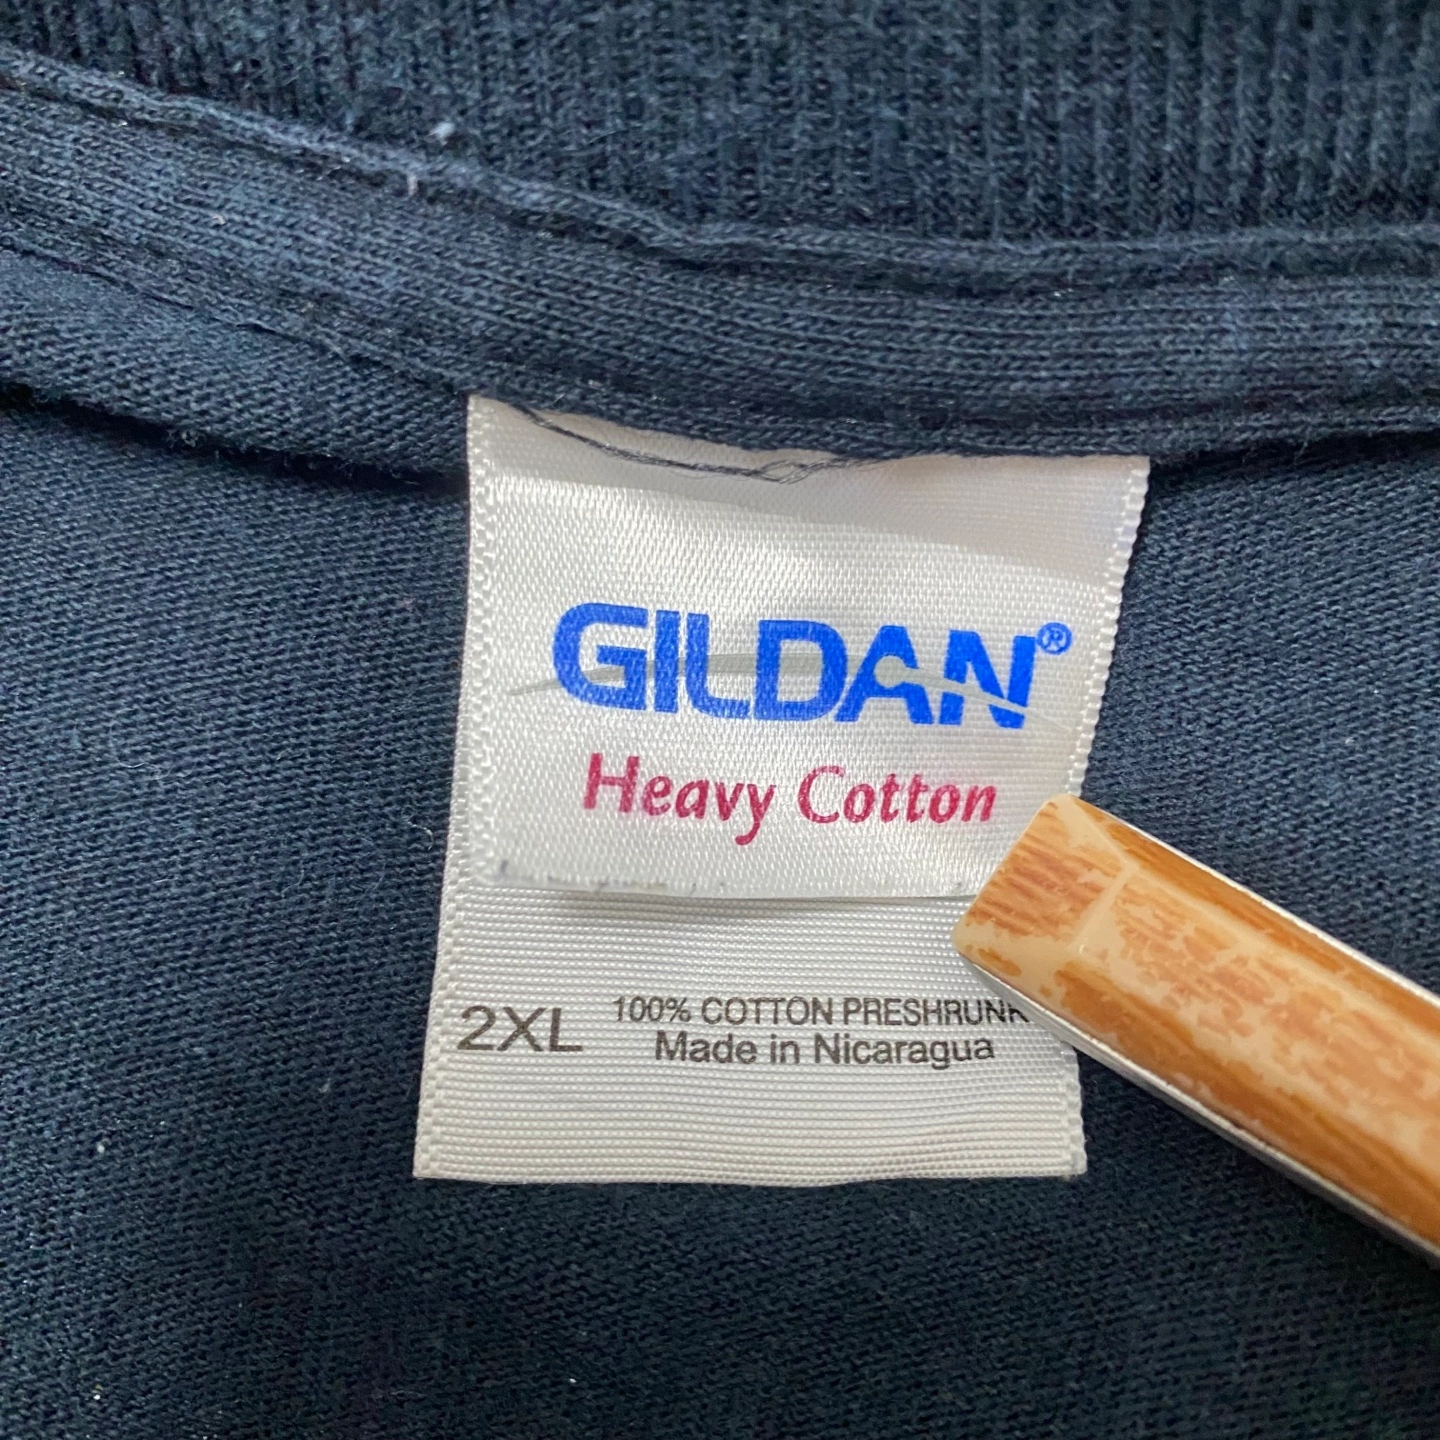 GILDAN®
Heavy Cotton
2XL
100% COTTON PRESHRUNK
Made in Nicaragua